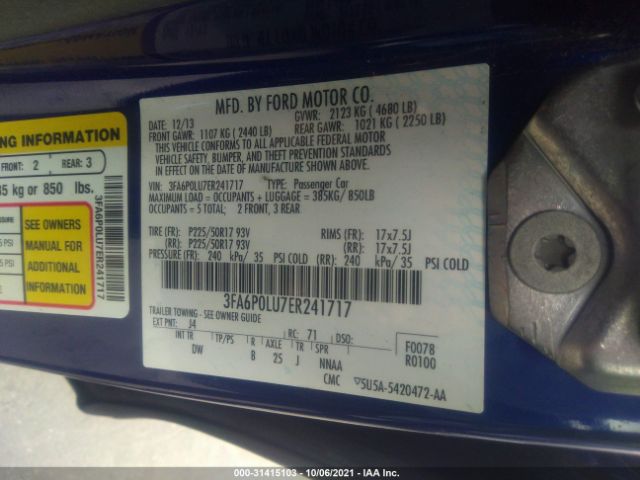 MFD. BY FORD MOTOR CO.
DATE: 12/13 GVWR: 2123 KG ( 4680 LB)
FRONT GAWR: 1107 KG ( 2440 LB) REAR GAWR: 1021 KG ( 2250 LB)
THIS VEHICLE CONFORMS TO ALL APPLICABLE FEDERAL MOTOR
VEHICLE SAFETY, BUMPER, AND THEFT PREVENTION STANDARDS
IN EFFECT ON THE DATE OF MANUFACTURE SHOWN ABOVE.
VIN: 3FA6P0LU7ER241717 TYPE: Passenger Car
MAXIMUM LOAD = OCCUPANTS + LUGGAGE = 385KG/ 850LB
OCCUPANTS = 5 TOTAL; 2 FRONT, 3 REAR
TIRE (FR): P225/50R17 93V RIMS (FR): 17x7.5J
(RR): P225/50R17 93V (RR): 17x7.5J
PRESSURE (FR): 240 kPa/ 35 PSI COLD (RR): 240 kPa/ 35 PSI COLD
3FA6P0LU7ER241717
TRAILER TOWING - SEE OWNER GUIDE
EXT PNT: J4 RC: 71 DSO:
INT TR TP/PS R AXLE TR SPR
DW B 25 J NNAA
F0078
R0100
CMC 5U5A-5420472-AA
ING INFORMATION
FRONT: 2 REAR: 3
85 kg or 850 lbs.
SEE OWNERS
MANUAL FOR
ADDITIONAL
INFORMATION
3FA6P0LU7ER241717
000-31415103 - 10/06/2021 - IAA Inc.